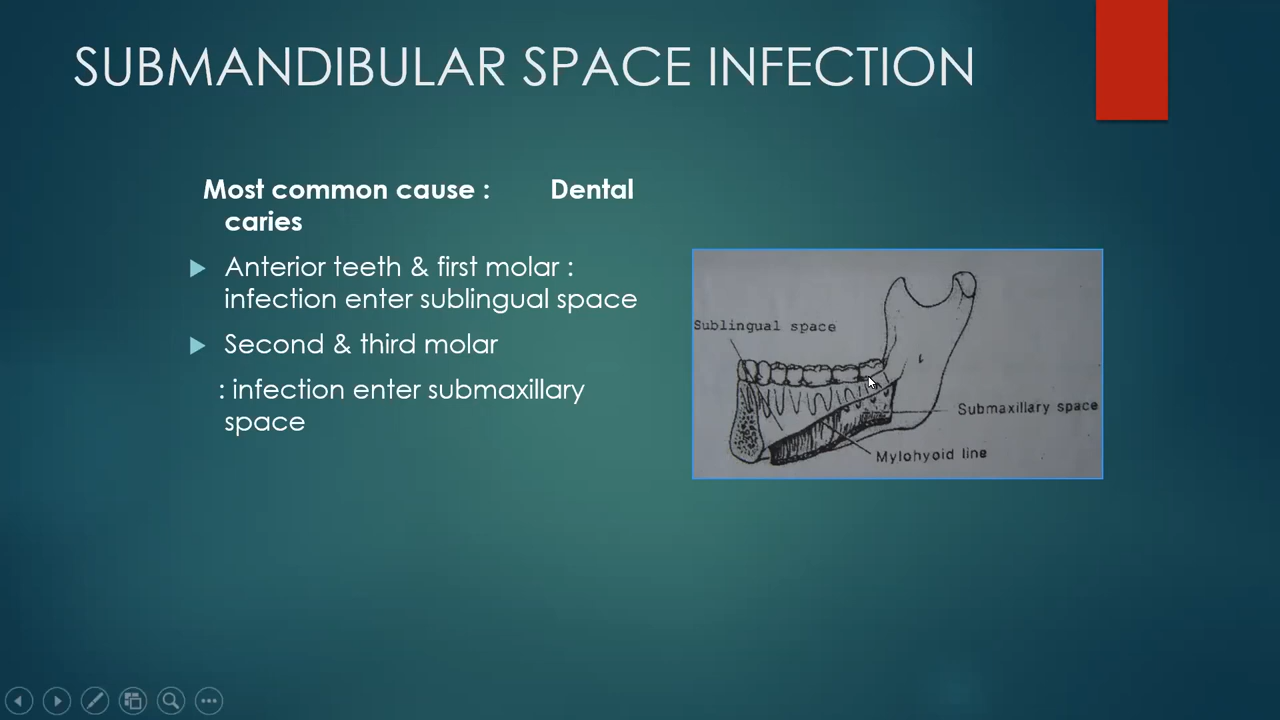 SUBMANDIBULAR SPACE INFECTION
Most common cause : Dental
caries
Anterior teeth & first molar :
infection enter sublingual space
Second & third molar
: infection enter submaxillary
space
Sublingual space
Submaxillary space
Mylohyoid line